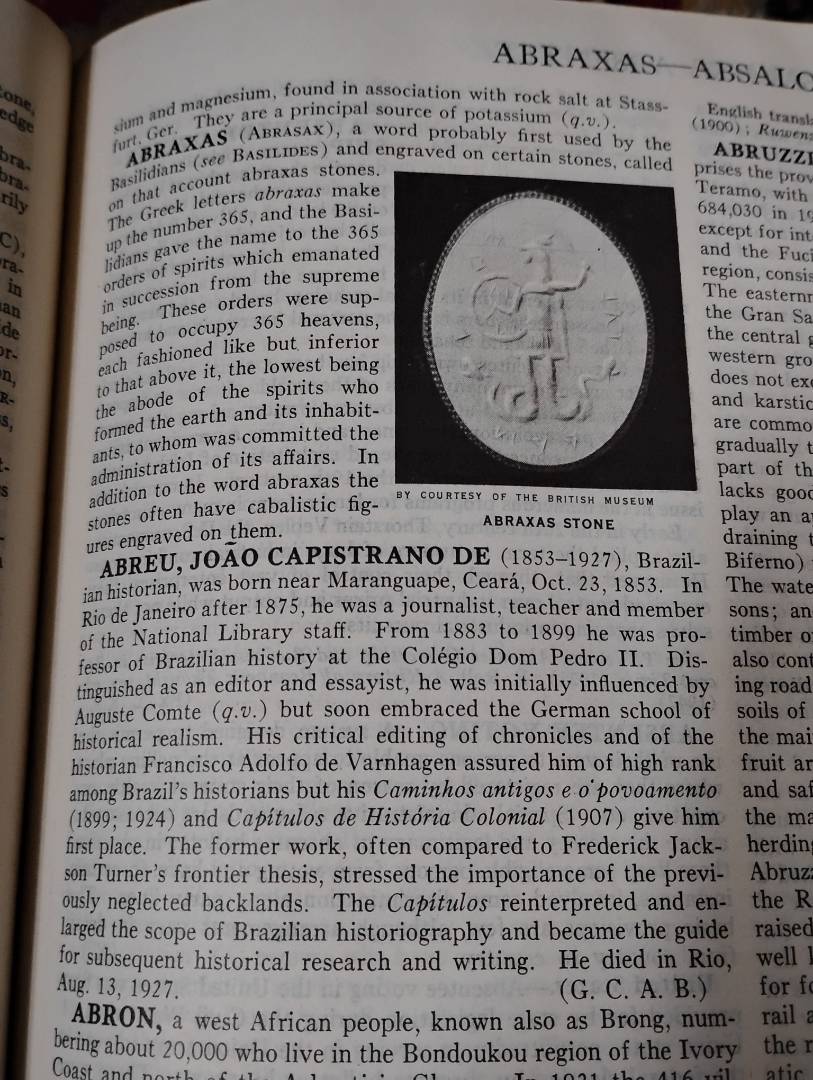 ABRAXAS—ABSALO
sium and magnesium, found in association with rock salt at Stass-
furt, Ger. They are a principal source of potassium (q.v.).
ABRAXAS (ABRASAX), a word probably first used by the
Basilidians (see BASILIDES) and engraved on certain stones, called
on that account abraxas stones.
The Greek letters abraxas make
up the number 365, and the Basi-
lidians gave the name to the 365
orders of spirits which emanated
in succession from the supreme
being. These orders were sup-
posed to occupy 365 heavens,
each fashioned like but inferior
to that above it, the lowest being
the abode of the spirits who
formed the earth and its inhabit-
ants, to whom was committed the
administration of its affairs. In
addition to the word abraxas the
stones often have cabalistic fig-
ures engraved on them.
BY COURTESY OF THE BRITISH MUSEUM
ABRAXAS STONE
ABREU, JOÃO CAPISTRANO DE (1853–1927), Brazil-
ian historian, was born near Maranguape, Ceará, Oct. 23, 1853. In
Rio de Janeiro after 1875, he was a journalist, teacher and member
of the National Library staff. From 1883 to 1899 he was pro-
fessor of Brazilian history at the Colégio Dom Pedro II. Dis-
tinguished as an editor and essayist, he was initially influenced by
Auguste Comte (q.v.) but soon embraced the German school of
historical realism. His critical editing of chronicles and of the
historian Francisco Adolfo de Varnhagen assured him of high rank
among Brazil's historians but his Caminhos antigos e o povoamento
(1899; 1924) and Capítulos de História Colonial (1907) give him
first place. The former work, often compared to Frederick Jack-
son Turner's frontier thesis, stressed the importance of the previ-
ously neglected backlands. The Capítulos reinterpreted and en-
larged the scope of Brazilian historiography and became the guide
for subsequent historical research and writing. He died in Rio,
Aug. 13, 1927. (G. C. A. B.)
ABRON, a west African people, known also as Brong, num-
bering about 20,000 who live in the Bondoukou region of the Ivory
Coast and north of the
English transl
(1900); Ruwen
ABRUZZI
prises the prov
Teramo, with
684,030 in 19
except for int
and the Fuci
region, consis
The easternr
the Gran Sa
the central
western gro
does not ex
and karstic
are commo
gradually t
part of th
lacks good
play an a
draining t
Biferno)
The wate
sons; an
timber o
also cont
ing road
soils of
the mai
fruit ar
and saf
the ma
herding
Abruz
the R
raised
well
for fo
rail a
the r
atic